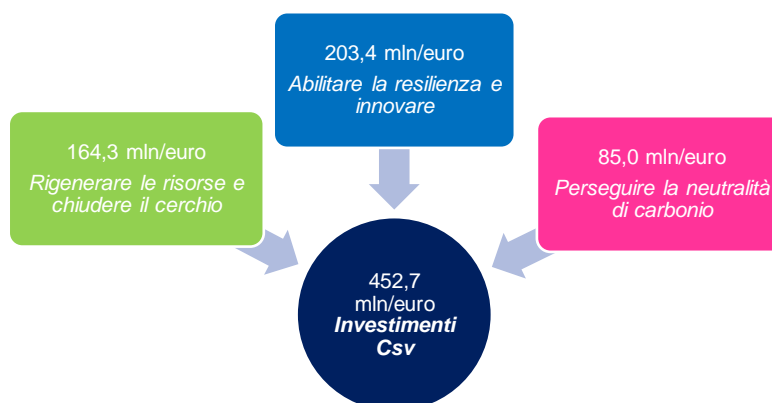 203,4 mln/euro
Abilitare la resilienza e
innovare
164,3 mln/euro
Rigenerare le risorse e
chiudere il cerchio
85,0 mln/euro
Perseguire la neutralità
di carbonio
452,7
mln/euro
Investimenti
Csv